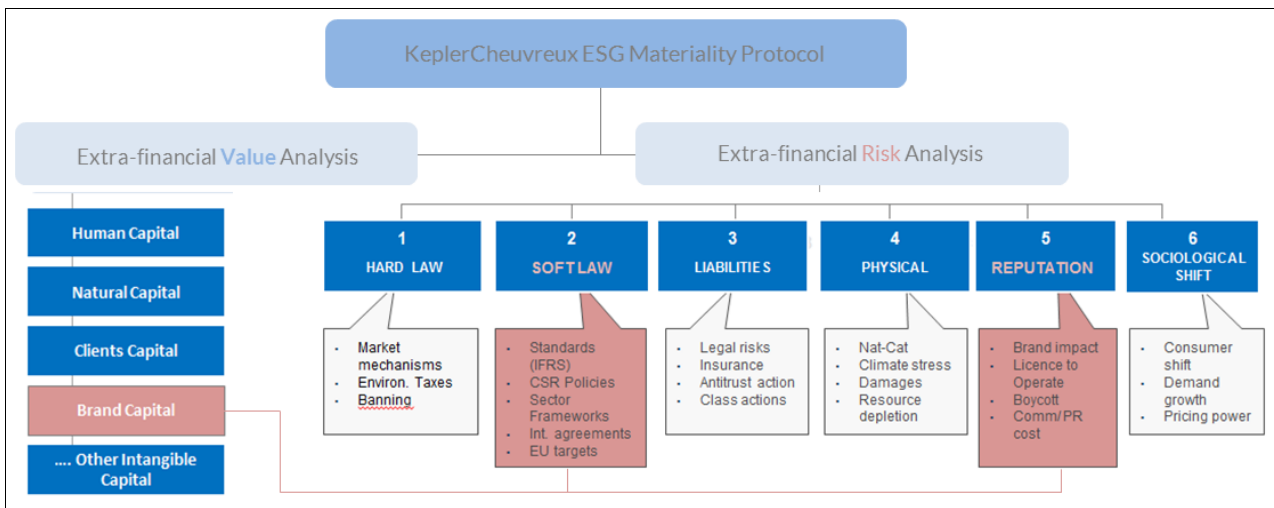 KeplerCheuvreux ESG Materiality Protocol
Extra-financial Value Analysis
Extra-financial Risk Analysis
Human Capital
Natural Capital
Clients Capital
Brand Capital
.... Other Intangible
Capital
1
HARD LAW
2
SOFT LAW
3
LIABILITIES
4
PHYSICAL
5
REPUTATION
6
SOCIOLOGICAL
SHIFT
- Market
mechanisms
- Environ. Taxes
- Banning
- Standards
(IFRS)
- CSR Policies
- Sector
Frameworks
- Int. agreements
- EU targets
- Legal risks
- Insurance
- Antitrust action
- Class actions
- Nat-Cat
- Climate stress
- Damages
- Resource
depletion
- Brand impact
- Licence to
Operate
- Boycott
- Comm/PR
cost
- Consumer
shift
- Demand
growth
- Pricing power